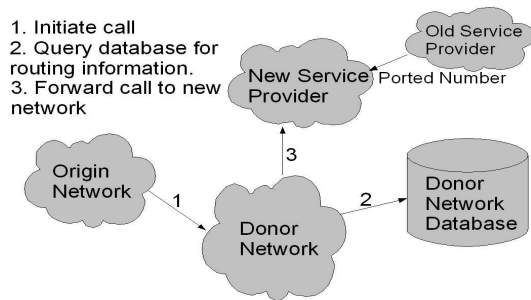 1. Initiate call
2. Query database for
routing information.
3. Forward call to new
network
Old Service
Provider
New Service
Provider
Ported Number
Origin
Network
1
3
2
Donor
Network
Donor
Network
Database